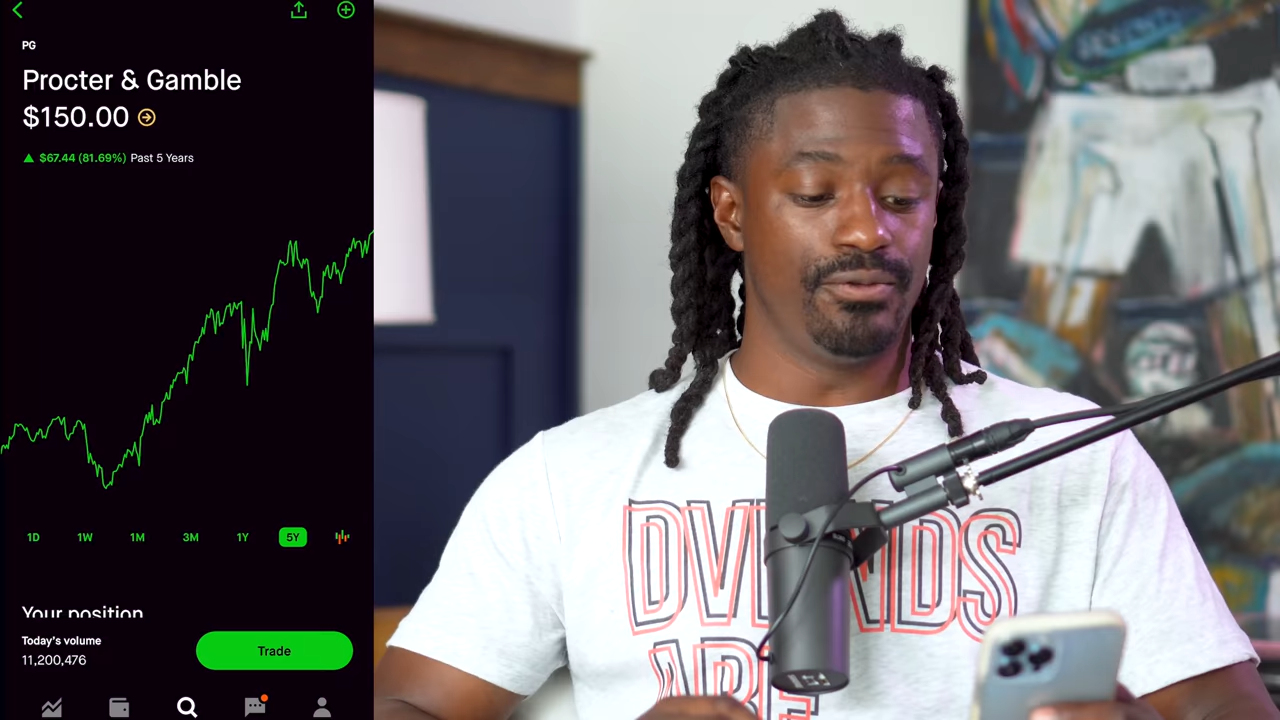 PG
Procter & Gamble
$150.00
$67.44 (81.69%) Past 5 Years
1D 1W 1M 3M 1Y 5Y
Your position
Today's volume
11,200,476
Trade
ARE